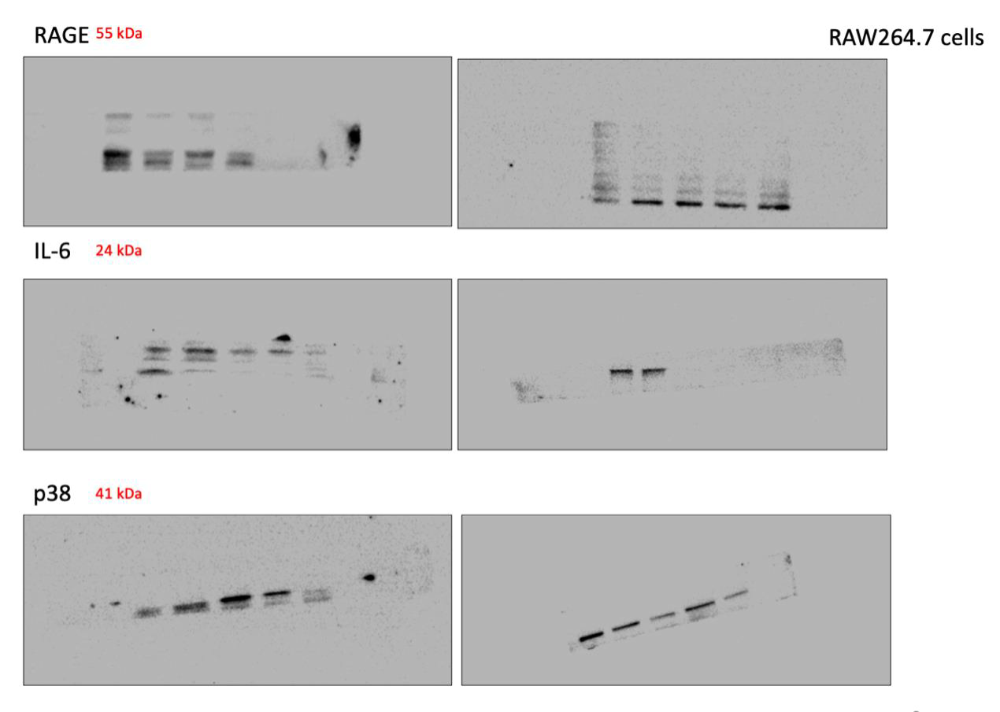 RAGE 55 kDa
RAW264.7 cells
IL-6 24 kDa
p38 41 kDa